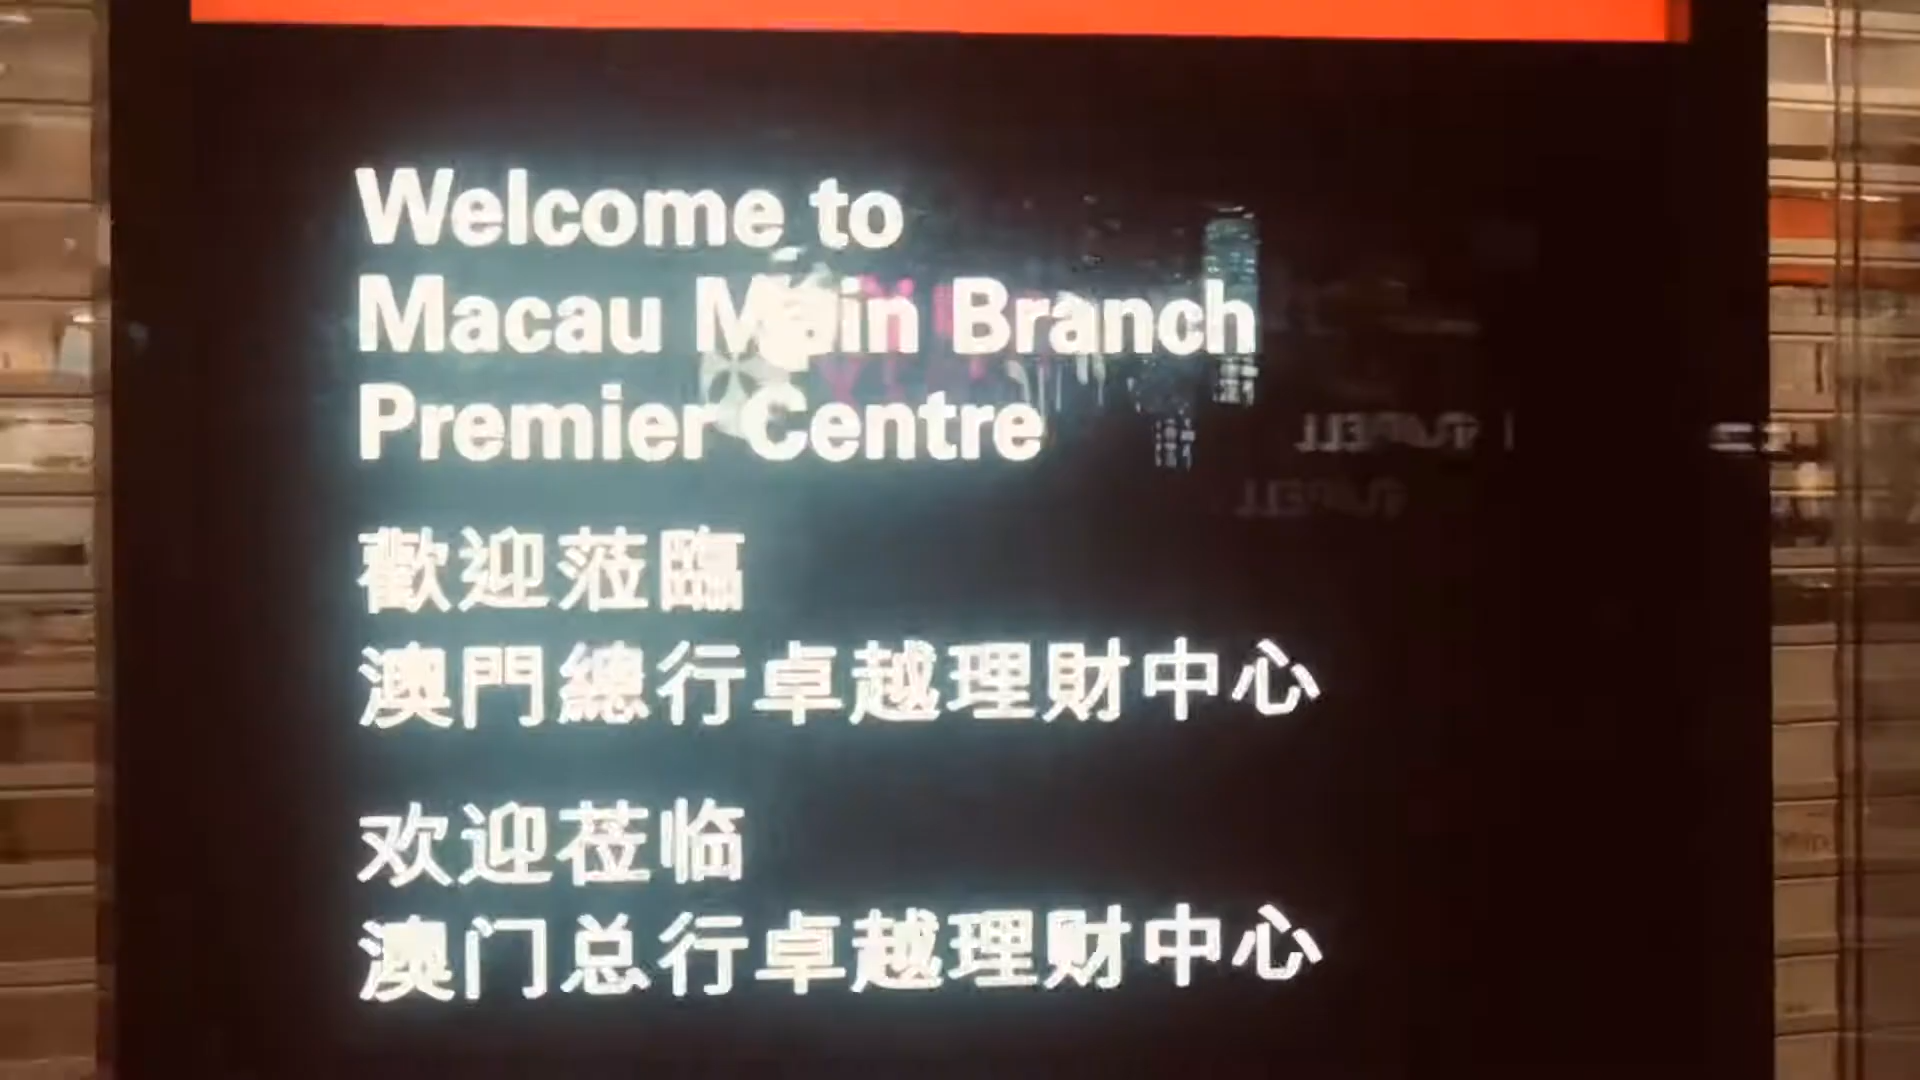 Welcome to
Macau Main Branch
Premier Centre
歡迎蒞臨
澳門總行卓越理財中心
欢迎莅临
澳门总行卓越理财中心